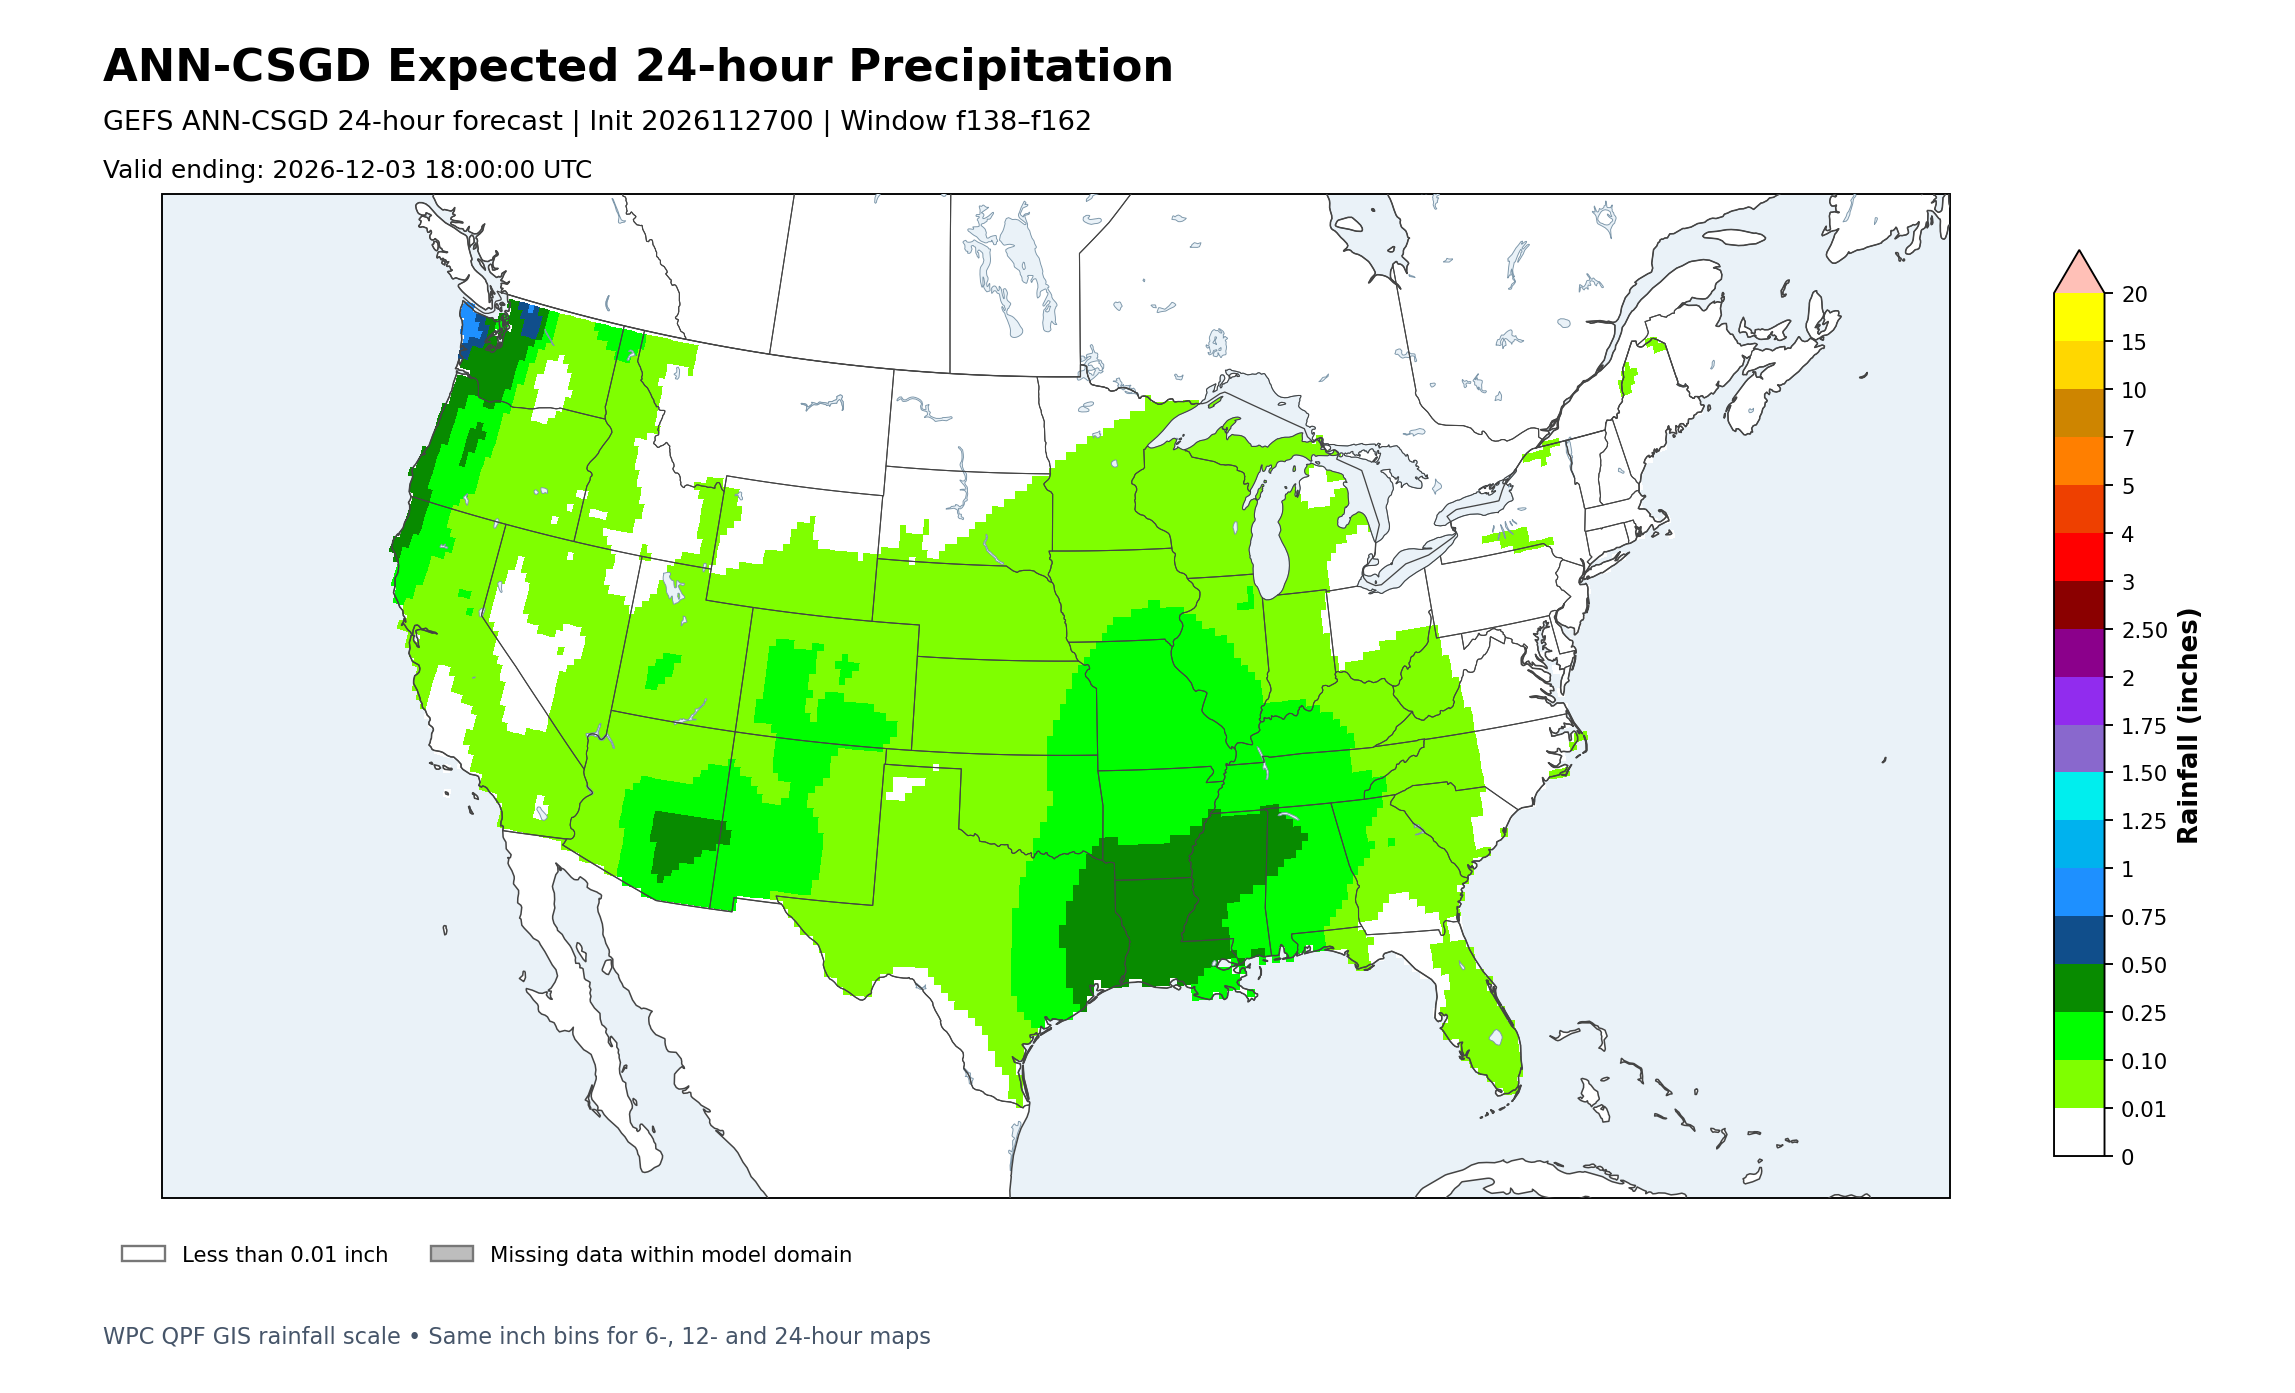 ANN-CSGD Expected 24-hour Precipitation
GEFS ANN-CSGD 24-hour forecast | Init 2026112700 | Window f138–f162
Valid ending: 2026-12-03 18:00:00 UTC
20
15
10
7
5
4
3
2.50
2
1.75
1.50
1.25
1
0.75
0.50
0.25
0.10
0.01
0
Rainfall (inches)
Less than 0.01 inch
Missing data within model domain
WPC QPF GIS rainfall scale • Same inch bins for 6-, 12- and 24-hour maps